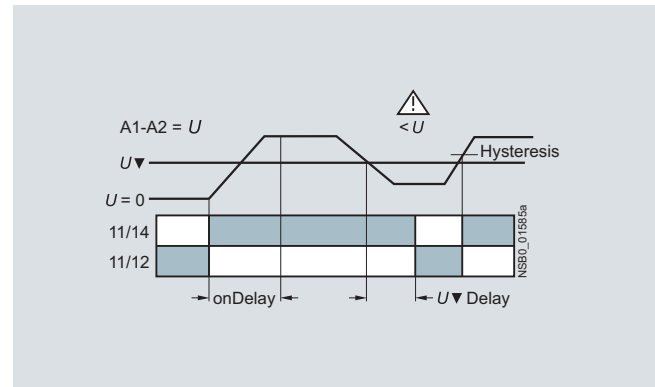 A1-A2 = U
< U
U▼
Hysteresis
U = 0
11/14
11/12
onDelay
U▼ Delay
NSB0_01585a